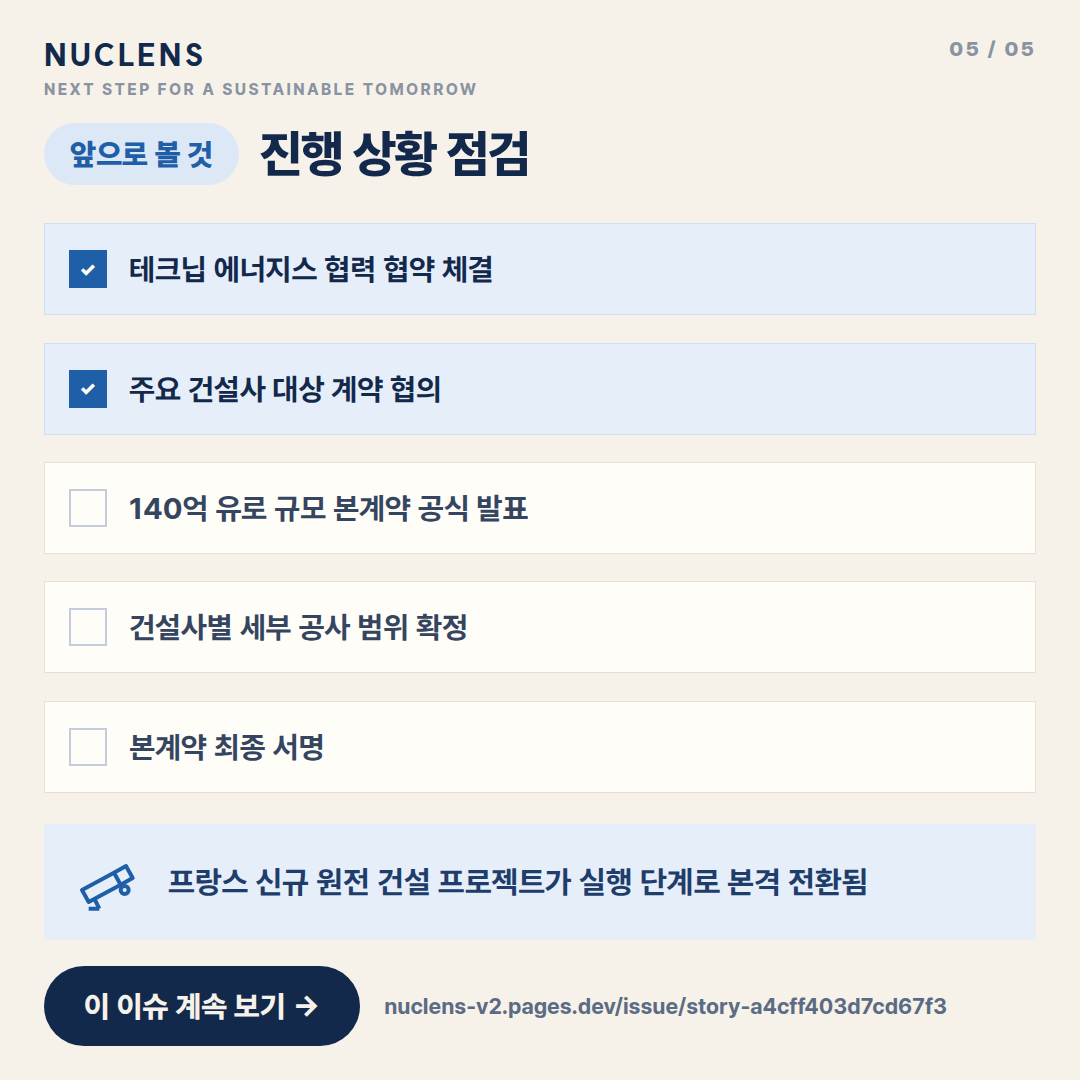 NUCLENS
05 / 05
NEXT STEP FOR A SUSTAINABLE TOMORROW
앞으로 볼 것
진행 상황 점검
테크닙 에너지스 협력 협약 체결
주요 건설사 대상 계약 협의
140억 유로 규모 본계약 공식 발표
건설사별 세부 공사 범위 확정
본계약 최종 서명
프랑스 신규 원전 건설 프로젝트가 실행 단계로 본격 전환됨
이 이슈 계속 보기 →
nuclens-v2.pages.dev/issue/story-a4cff403d7cd67f3